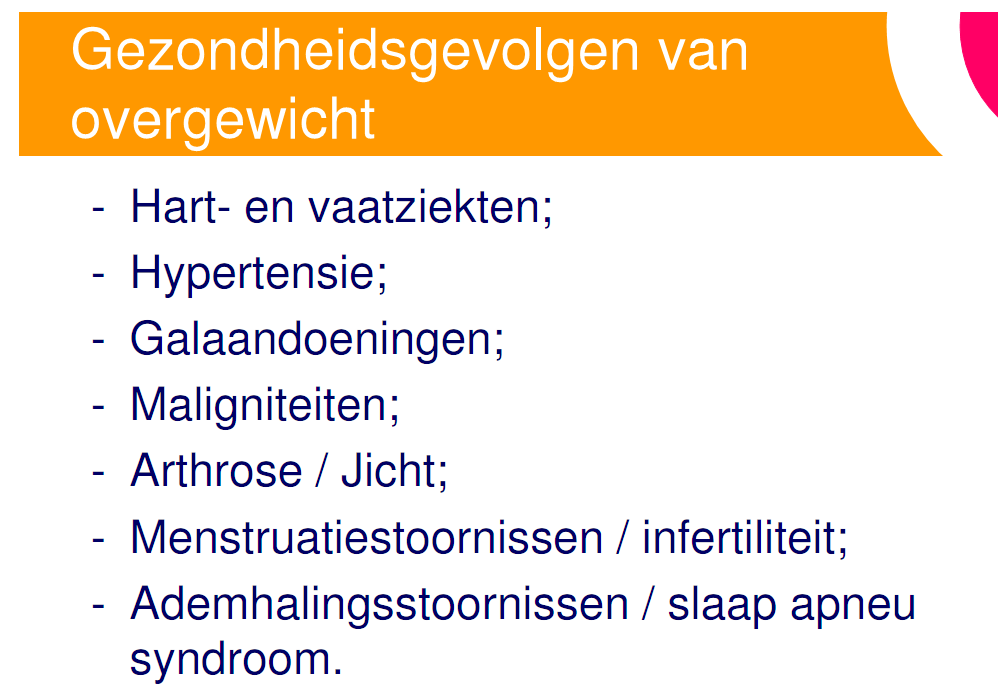 Gezondheidsgevolgen van
overgewicht
- Hart- en vaatziekten;
- Hypertensie;
- Galaandoeningen;
- Maligniteiten;
- Arthrose / Jicht;
- Menstruatiestoornissen / infertiliteit;
- Ademhalingsstoornissen / slaap apneu
syndroom.